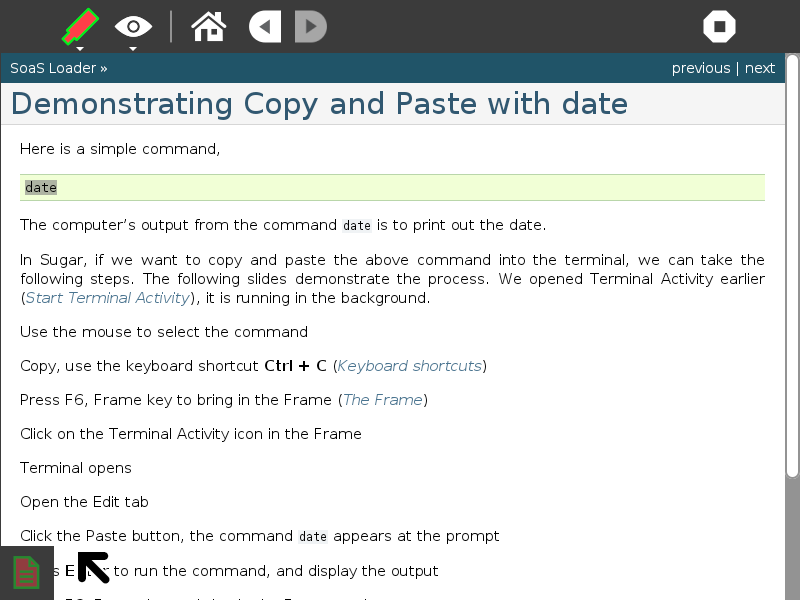 SoaS Loader »
previous | next
Demonstrating Copy and Paste with date
Here is a simple command,
date
The computer’s output from the command date is to print out the date.
In Sugar, if we want to copy and paste the above command into the terminal, we can take the
following steps. The following slides demonstrate the process. We opened Terminal Activity earlier
(Start Terminal Activity), it is running in the background.
Use the mouse to select the command
Copy, use the keyboard shortcut Ctrl + C (Keyboard shortcuts)
Press F6, Frame key to bring in the Frame (The Frame)
Click on the Terminal Activity icon in the Frame
Terminal opens
Open the Edit tab
Click the Paste button, the command date appears at the prompt
to run the command, and display the output